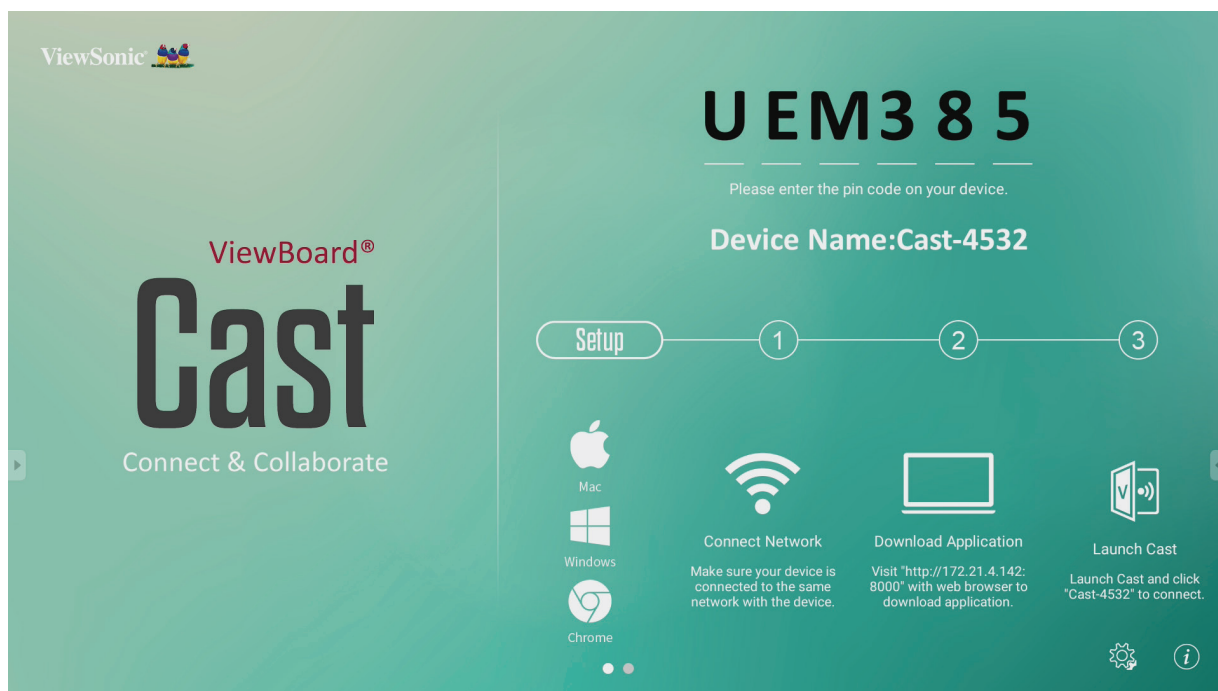 ViewSonic®
UEM385
Please enter the pin code on your device.
Device Name:Cast-4532
ViewBoard®
Cast
Connect & Collaborate
Setup
1
2
3
Mac
Windows
Chrome
Connect Network
Make sure your device is
connected to the same
network with the device.
Download Application
Visit "http://172.21.4.142:
8000" with web browser to
download application.
V
Launch Cast
Launch Cast and click
"Cast-4532" to connect.
i